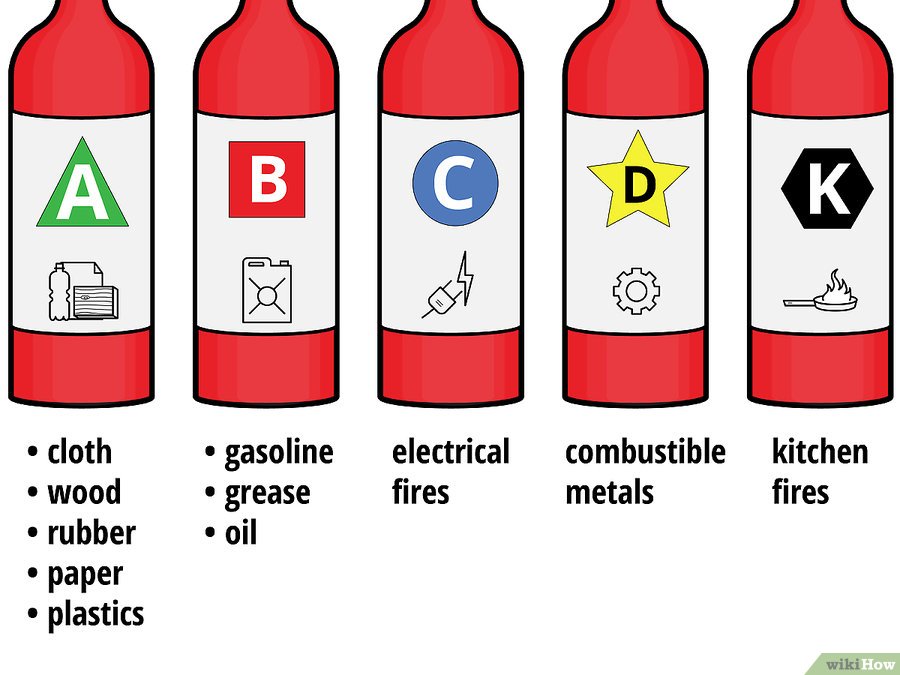 A
B
C
D
K
• cloth
• wood
• rubber
• paper
• plastics
• gasoline
• grease
• oil
electrical
fires
combustible
metals
kitchen
fires
wikiHow